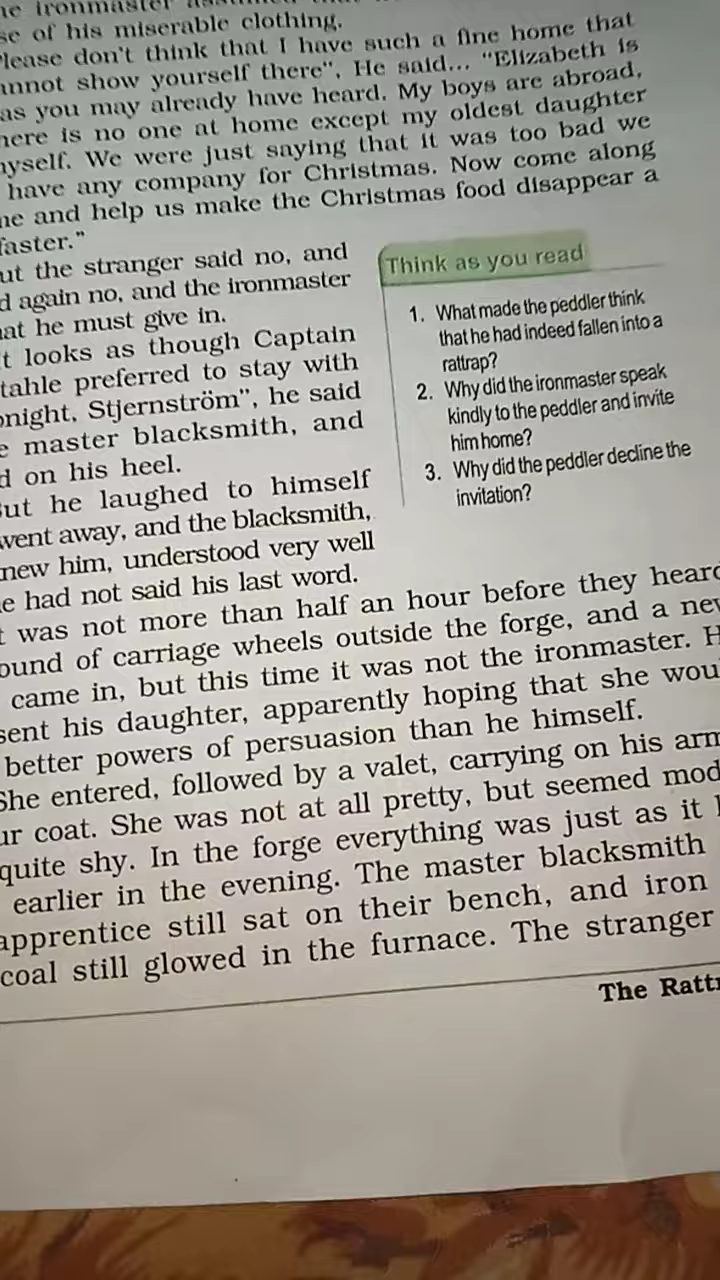 ne ironmaster
se of his miserable clothing.
lease don't think that I have such a fine home that
annot show yourself there", He said... "Elizabeth is
as you may already have heard. My boys are abroad,
here is no one at home except my oldest daughter
nyself. We were just saying that it was too bad we
have any company for Christmas. Now come along
me and help us make the Christmas food disappear a
faster."
ut the stranger said no, and
d again no, and the ironmaster
hat he must give in.
t looks as though Captain
tahle preferred to stay with
onight, Stjernström", he said
e master blacksmith, and
d on his heel.
But he laughed to himself
went away, and the blacksmith,
new him, understood very well
e had not said his last word.
Think as you read
1. What made the peddler think
that he had indeed fallen into a
rattrap?
2. Why did the ironmaster speak
kindly to the peddler and invite
him home?
3. Why did the peddler decline the
invitation?
t was not more than half an hour before they heard
ound of carriage wheels outside the forge, and a new
came in, but this time it was not the ironmaster. H
sent his daughter, apparently hoping that she wou
better powers of persuasion than he himself.
She entered, followed by a valet, carrying on his arm
ur coat. She was not at all pretty, but seemed mod
quite shy. In the forge everything was just as it h
earlier in the evening. The master blacksmith
apprentice still sat on their bench, and iron
coal still glowed in the furnace. The stranger
The Rattr